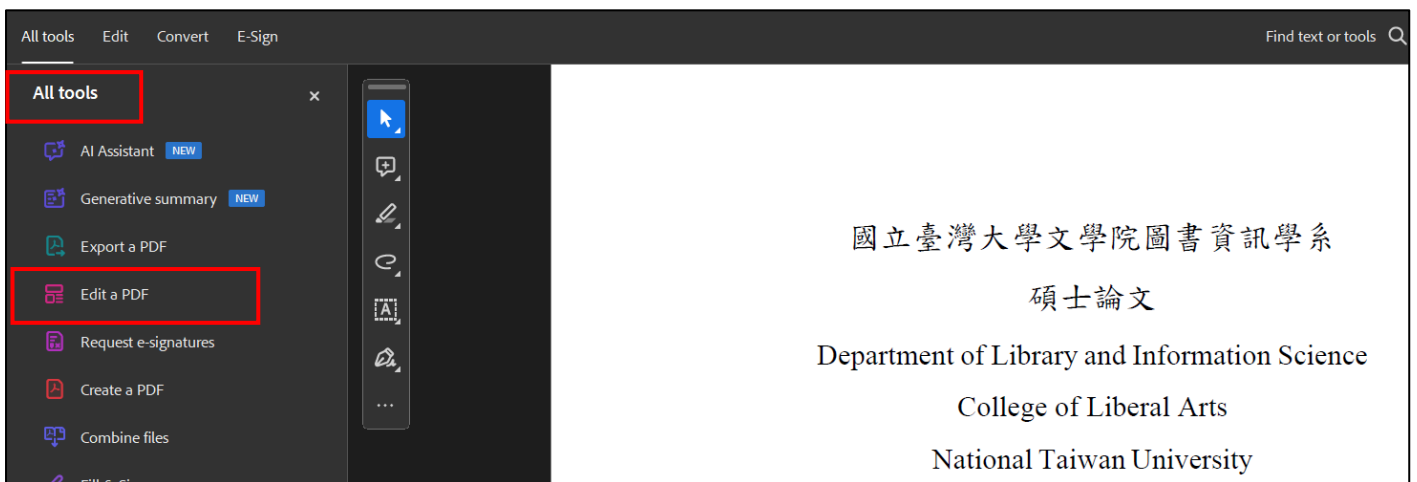 All tools Edit Convert E-Sign Find text or tools
All tools
AI Assistant NEW
Generative summary NEW
Export a PDF
Edit a PDF
Request e-signatures
Create a PDF
Combine files
國立臺灣大學文學院圖書資訊學系
碩士論文
Department of Library and Information Science
College of Liberal Arts
National Taiwan University